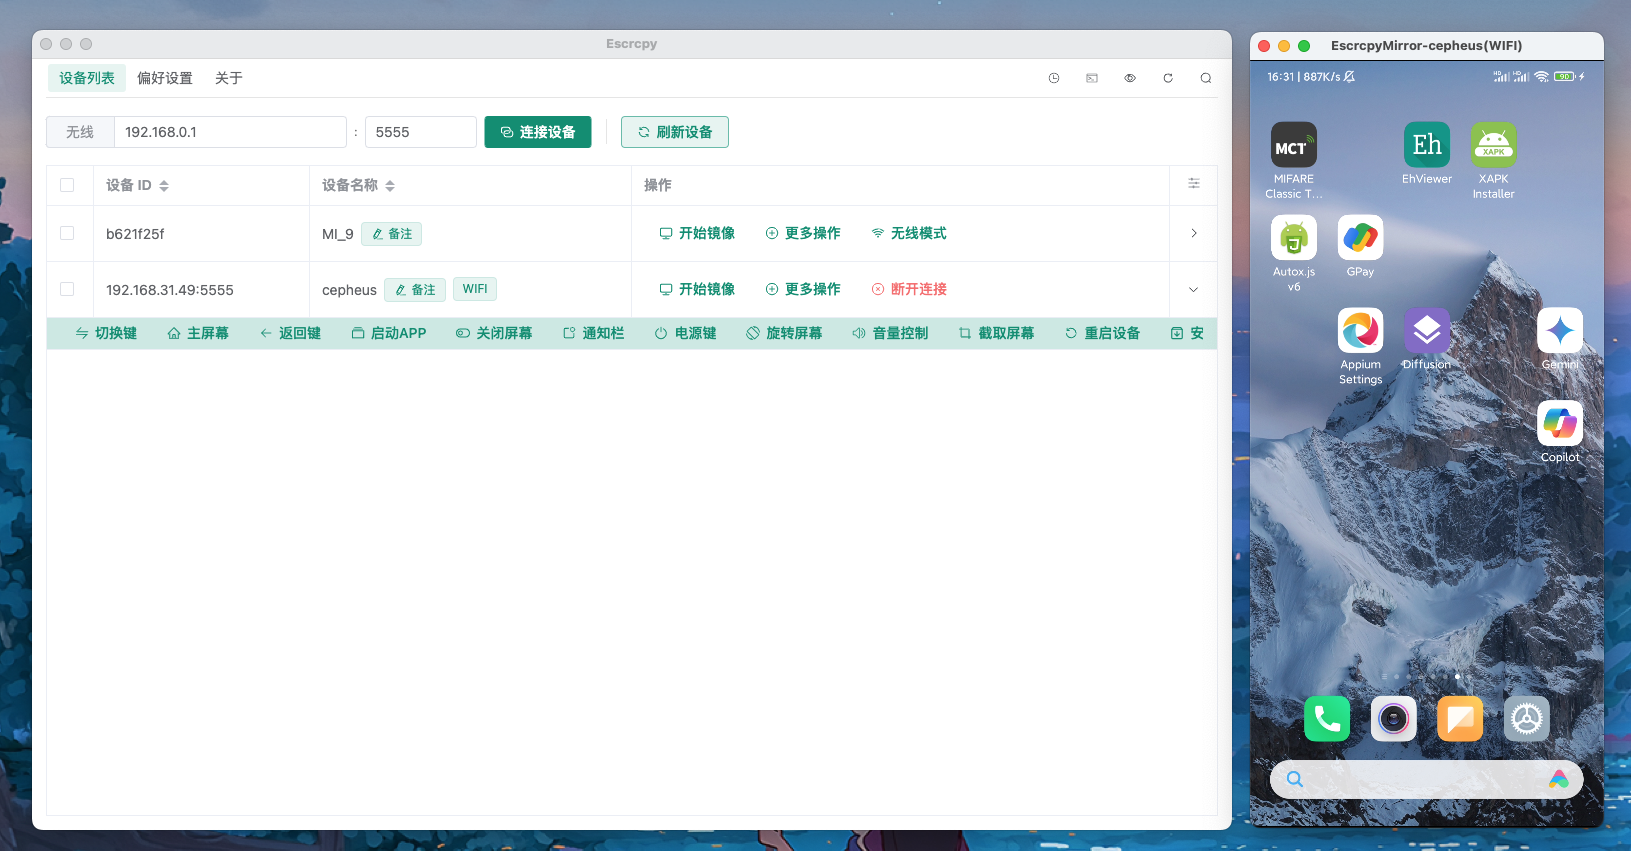 Escrcpy
设备列表 偏好设置 关于
无线 192.168.0.1 : 5555 连接设备 刷新设备
设备 ID 设备名称 操作
b621f25f MI_9 备注 开始镜像 更多操作 无线模式
192.168.31.49:5555 cepheus 备注 WIFI 开始镜像 更多操作 断开连接
切换键 主屏幕 返回键 启动APP 关闭屏幕 通知栏 电源键 旋转屏幕 音量控制 截取屏幕 重启设备 安
EscrcpyMirror-cepheus(WIFI)
16:31 | 887K/s HD HD 90
MCT Eh XAPK
MIFARE Classic T... EhViewer XAPK Installer
Autox.js v6 GPay
Appium Settings Diffusion Gemini
Copilot